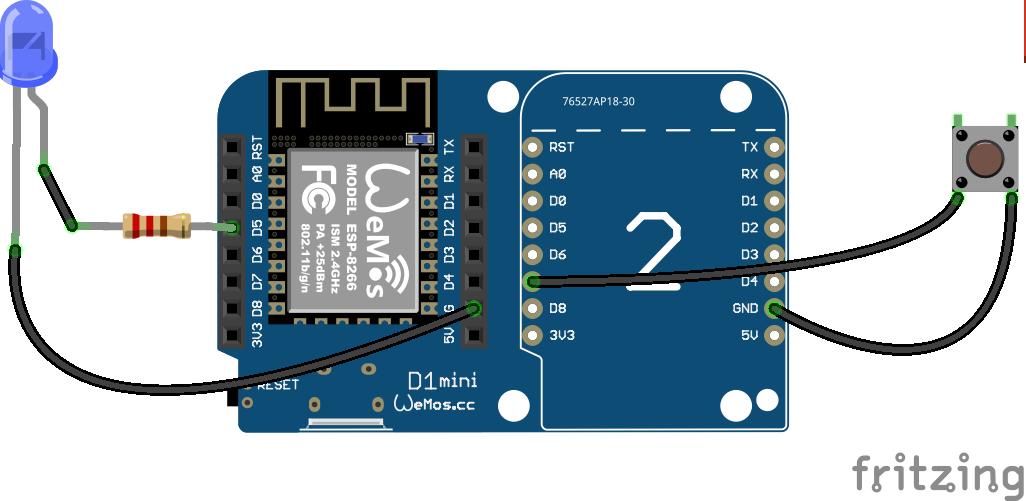 76527AP18-30
RST
A0
D0
D5
D6
D7
D8
3V3
TX
RX
D1
D2
D3
D4
G
5V
WeMos
MODEL ESP-8266
ISM 2.4GHz
PA +25dBm
802.11b/g/n
FC
RESET
D1mini
WeMos.cc
RST
A0
D0
D5
D6
D8
3V3
2
TX
RX
D1
D2
D3
D4
GND
5V
fritzing